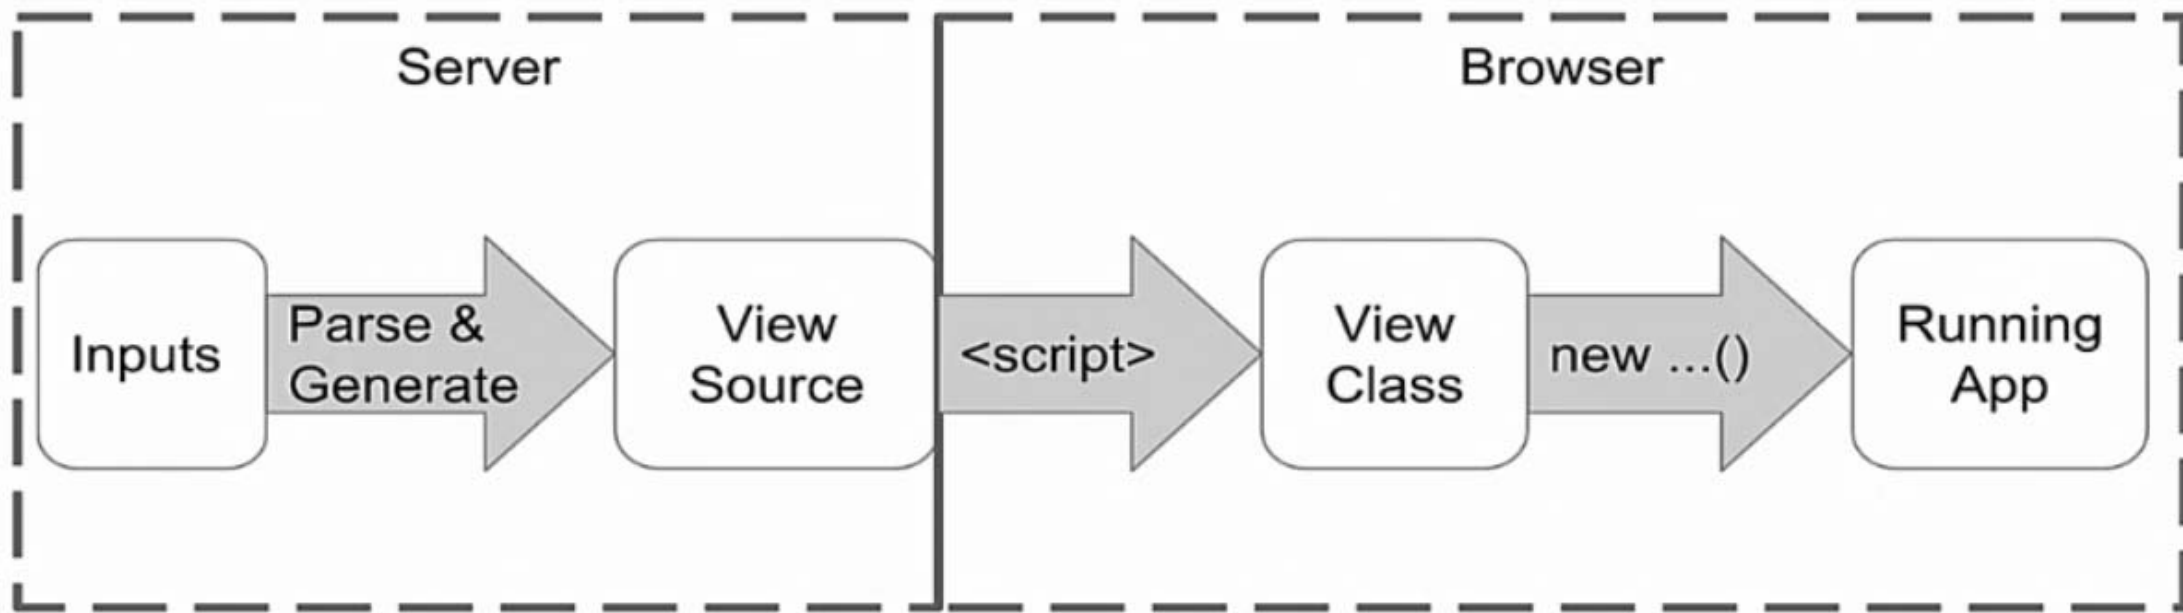 Server
Browser
Inputs
Parse &
Generate
View
Source
<script>
View
Class
new ...()
Running
App